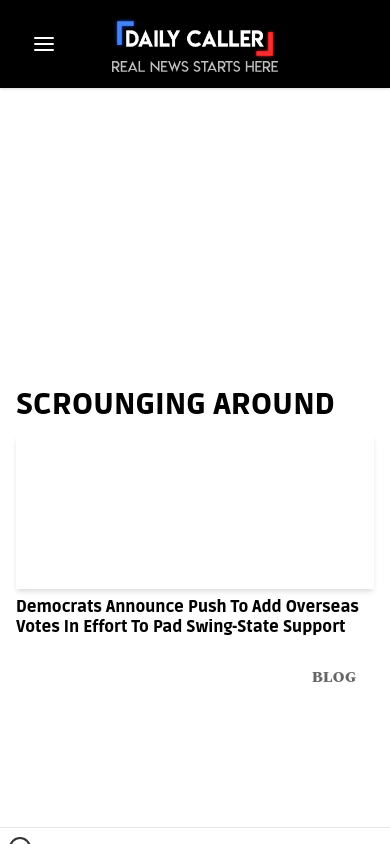 DAILY CALLER
REAL NEWS STARTS HERE
SCROUNGING AROUND
Democrats Announce Push To Add Overseas
Votes In Effort To Pad Swing-State Support
BLOG